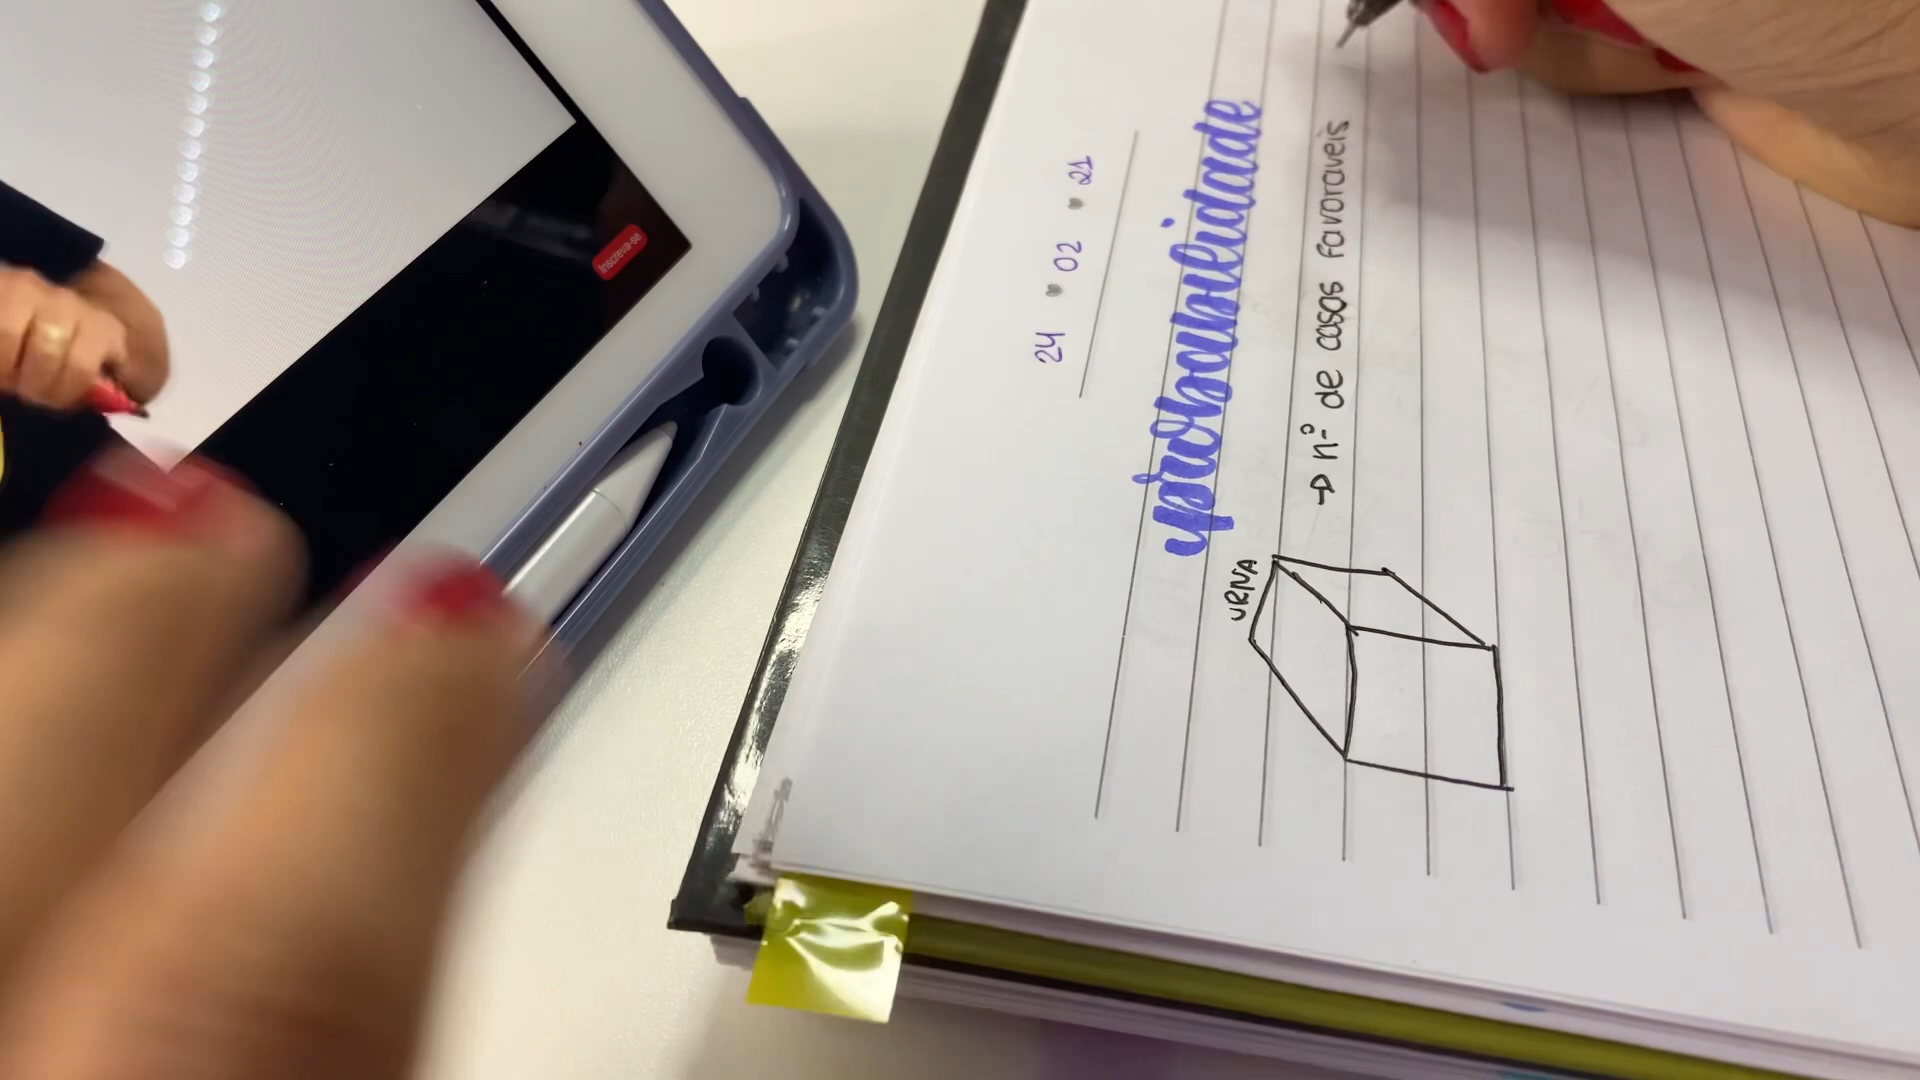 24 ♥ 02 ♥ 21
probabilidade
URNA
→ nº de casos favoraveis
Inscreva-se